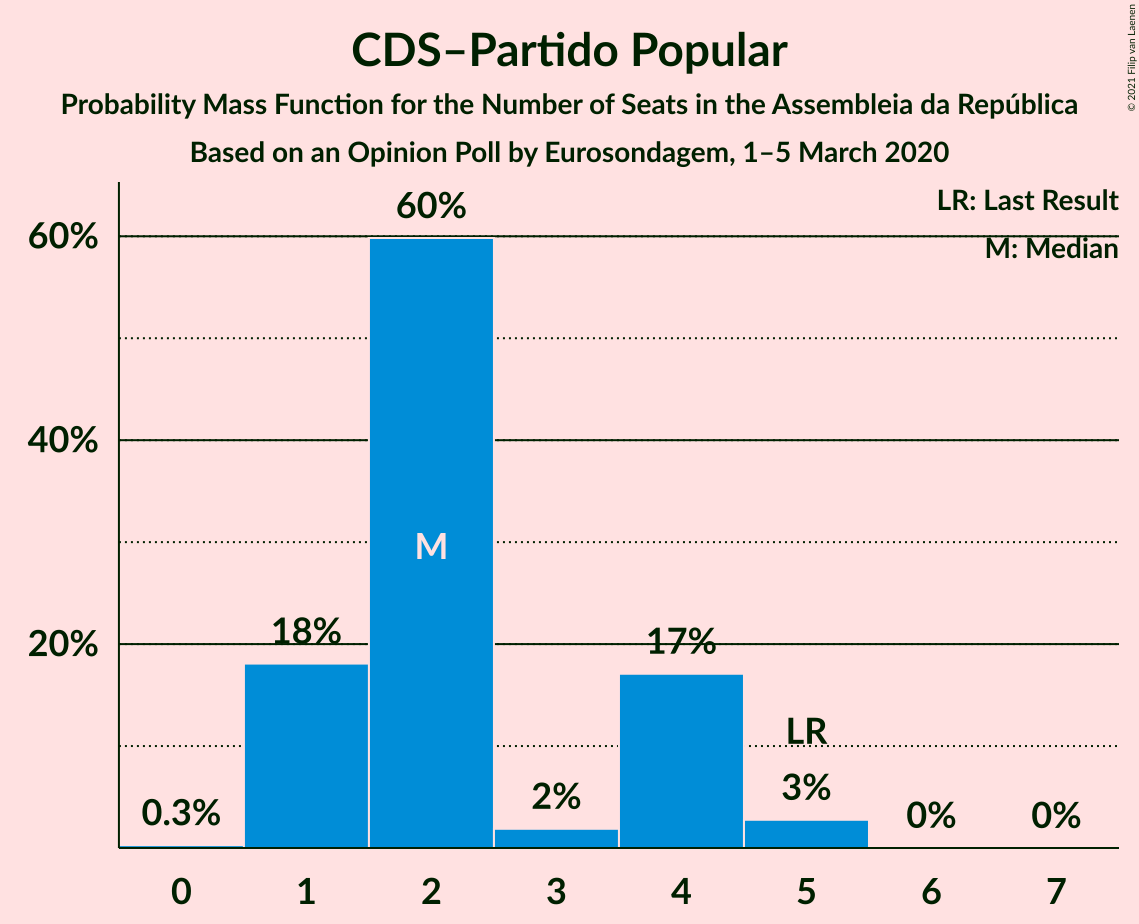 CDS–Partido Popular
Probability Mass Function for the Number of Seats in the Assembleia da República
Based on an Opinion Poll by Eurosondagem, 1–5 March 2020
© 2021 Filip van Laenen
LR: Last Result
M: Median
60%
40%
20%
0.3%
18%
60%
M
2%
17%
LR
3%
0%
0%
0 1 2 3 4 5 6 7